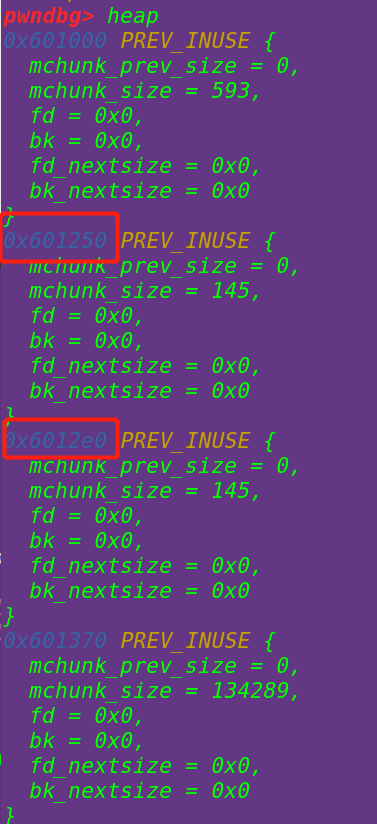 pwndbg> heap
0x601000 PREV_INUSE {
  mchunk_prev_size = 0,
  mchunk_size = 593,
  fd = 0x0,
  bk = 0x0,
  fd_nextsize = 0x0,
  bk_nextsize = 0x0
}
0x601250 PREV_INUSE {
  mchunk_prev_size = 0,
  mchunk_size = 145,
  fd = 0x0,
  bk = 0x0,
  fd_nextsize = 0x0,
  bk_nextsize = 0x0
}
0x6012e0 PREV_INUSE {
  mchunk_prev_size = 0,
  mchunk_size = 145,
  fd = 0x0,
  bk = 0x0,
  fd_nextsize = 0x0,
  bk_nextsize = 0x0
}
0x601370 PREV_INUSE {
  mchunk_prev_size = 0,
  mchunk_size = 134289,
  fd = 0x0,
  bk = 0x0,
  fd_nextsize = 0x0,
  bk_nextsize = 0x0
}